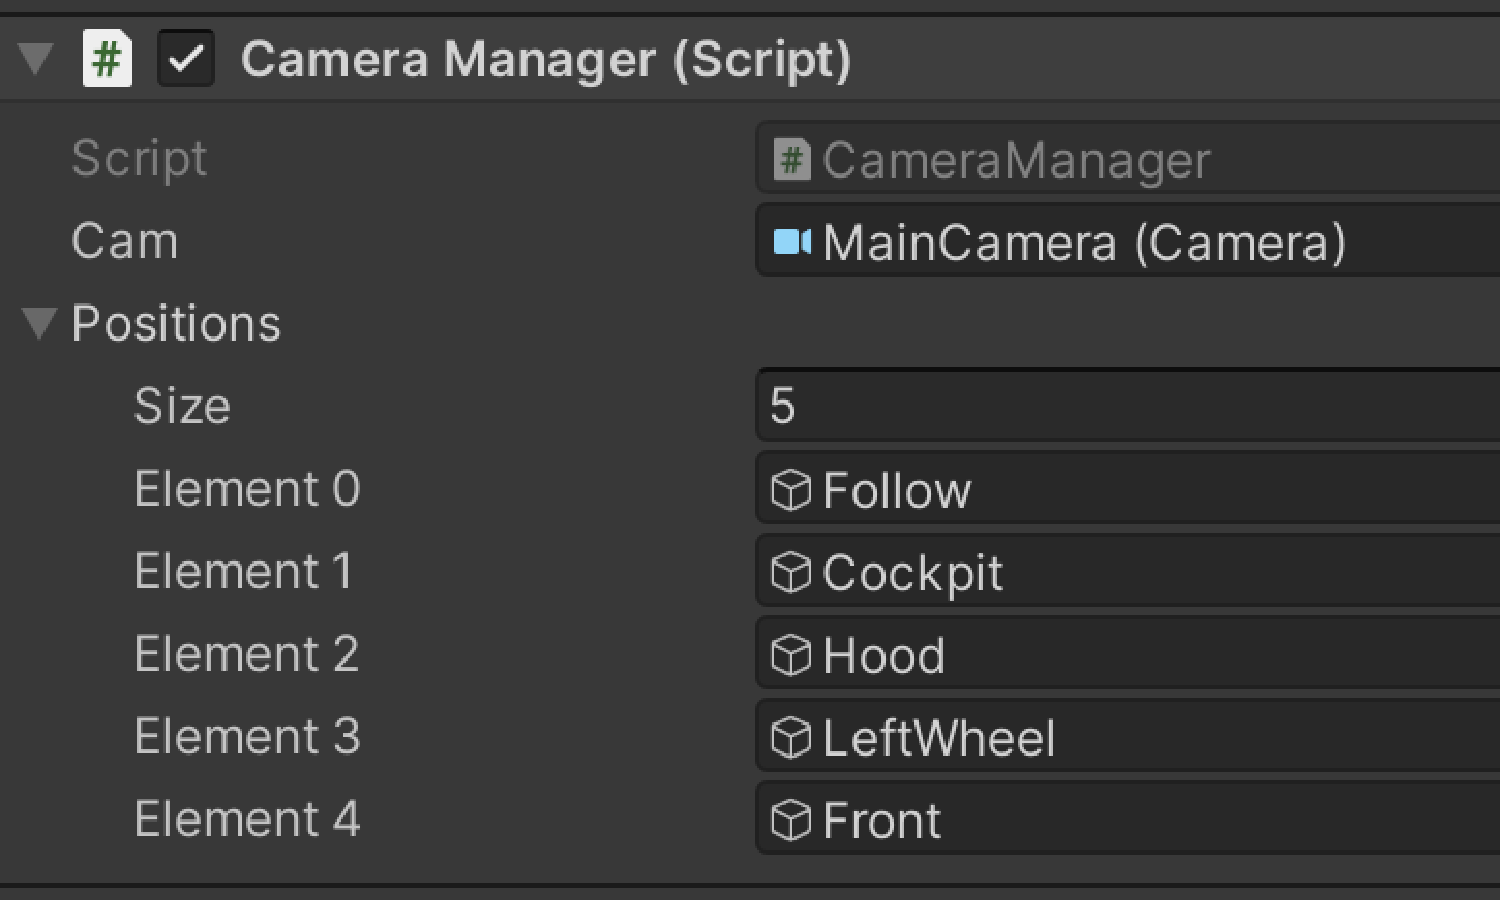 Camera Manager (Script)
Script # CameraManager
Cam MainCamera (Camera)
Positions
Size 5
Element 0 Follow
Element 1 Cockpit
Element 2 Hood
Element 3 LeftWheel
Element 4 Front